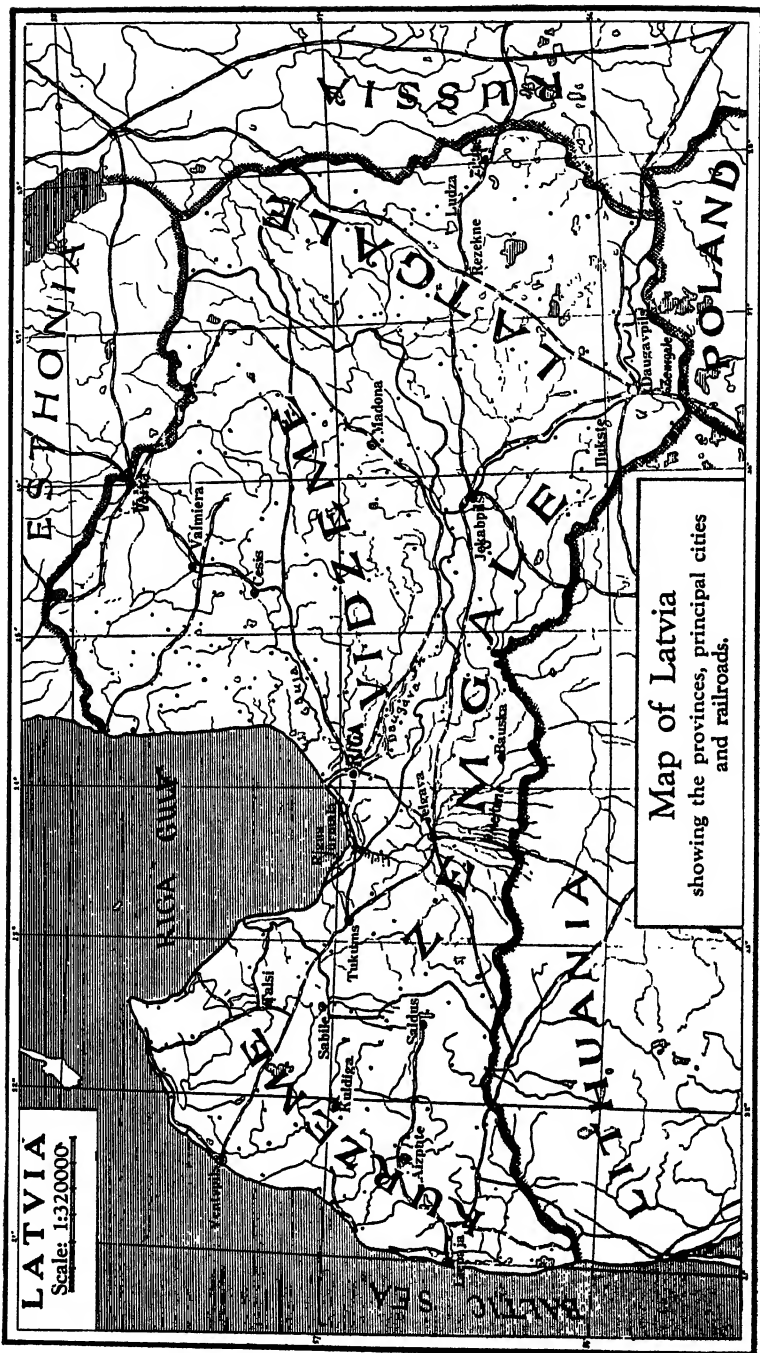 LATVIA
Scale: 1:320000
ESTHONIA
RUSSIA
RIGA GULF
BALTIC SEA
LITHUANIA
POLAND
KURZEME
VIDZEME
LATGALE
ZEMGALE
Valmiera
Cesis
Madona
Ludza
Rezekne
Daugavpils
Ilukste
Jekabpils
RIGA
Rigas
Jurmala
Jelgava
Bauska
Tukums
Talsi
Sabile
Saldus
Kuldiga
Aizpute
Ventspils
Map of Latvia
showing the provinces, principal cities
and railroads.